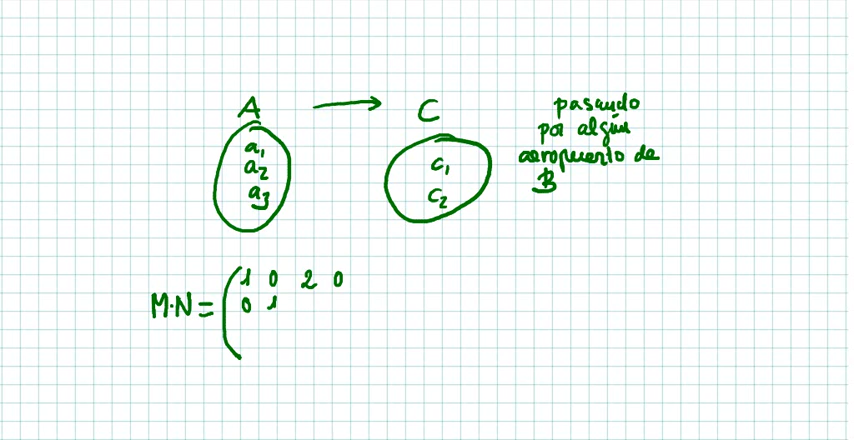 A → C
pasando
por algún
aeropuerto de
B
a₁
a₂
a₃
c₁
c₂
M·N = ( 1 0 2 0
0 1